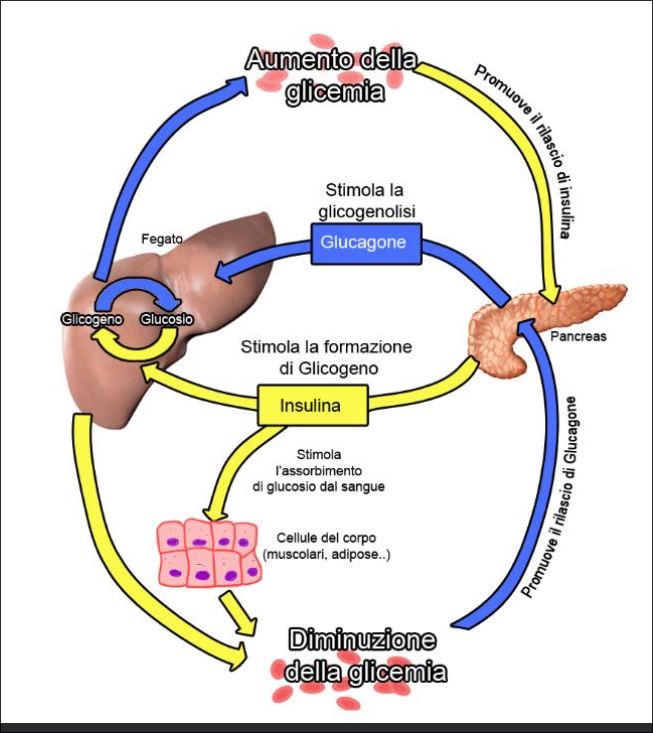 Aumento della
glicemia
Promuove il rilascio di insulina
Stimola la
glicogenolisi
Glucagone
Fegato
Glicogeno
Glucosio
Pancreas
Stimola la formazione
di Glicogeno
Insulina
Stimola
l'assorbimento
di glucosio dal sangue
Cellule del corpo
(muscolari, adipose..)
Promuove il rilascio di Glucagone
Diminuzione
della glicemia